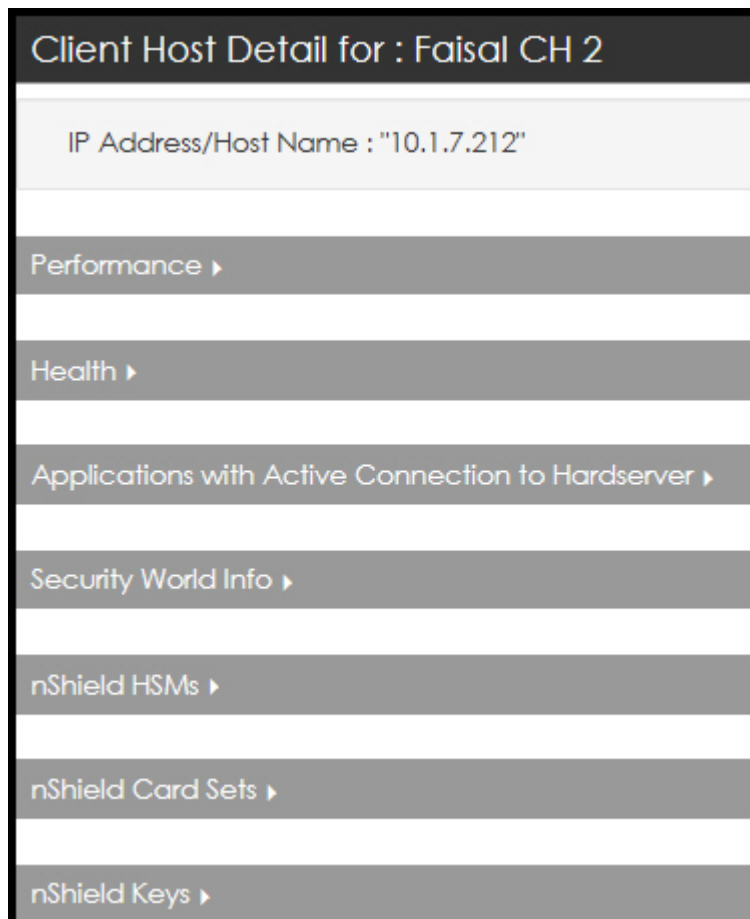 Client Host Detail for : Faisal CH 2
IP Address/Host Name : "10.1.7.212"
Performance
Health
Applications with Active Connection to Hardserver
Security World Info
nShield HSMs
nShield Card Sets
nShield Keys